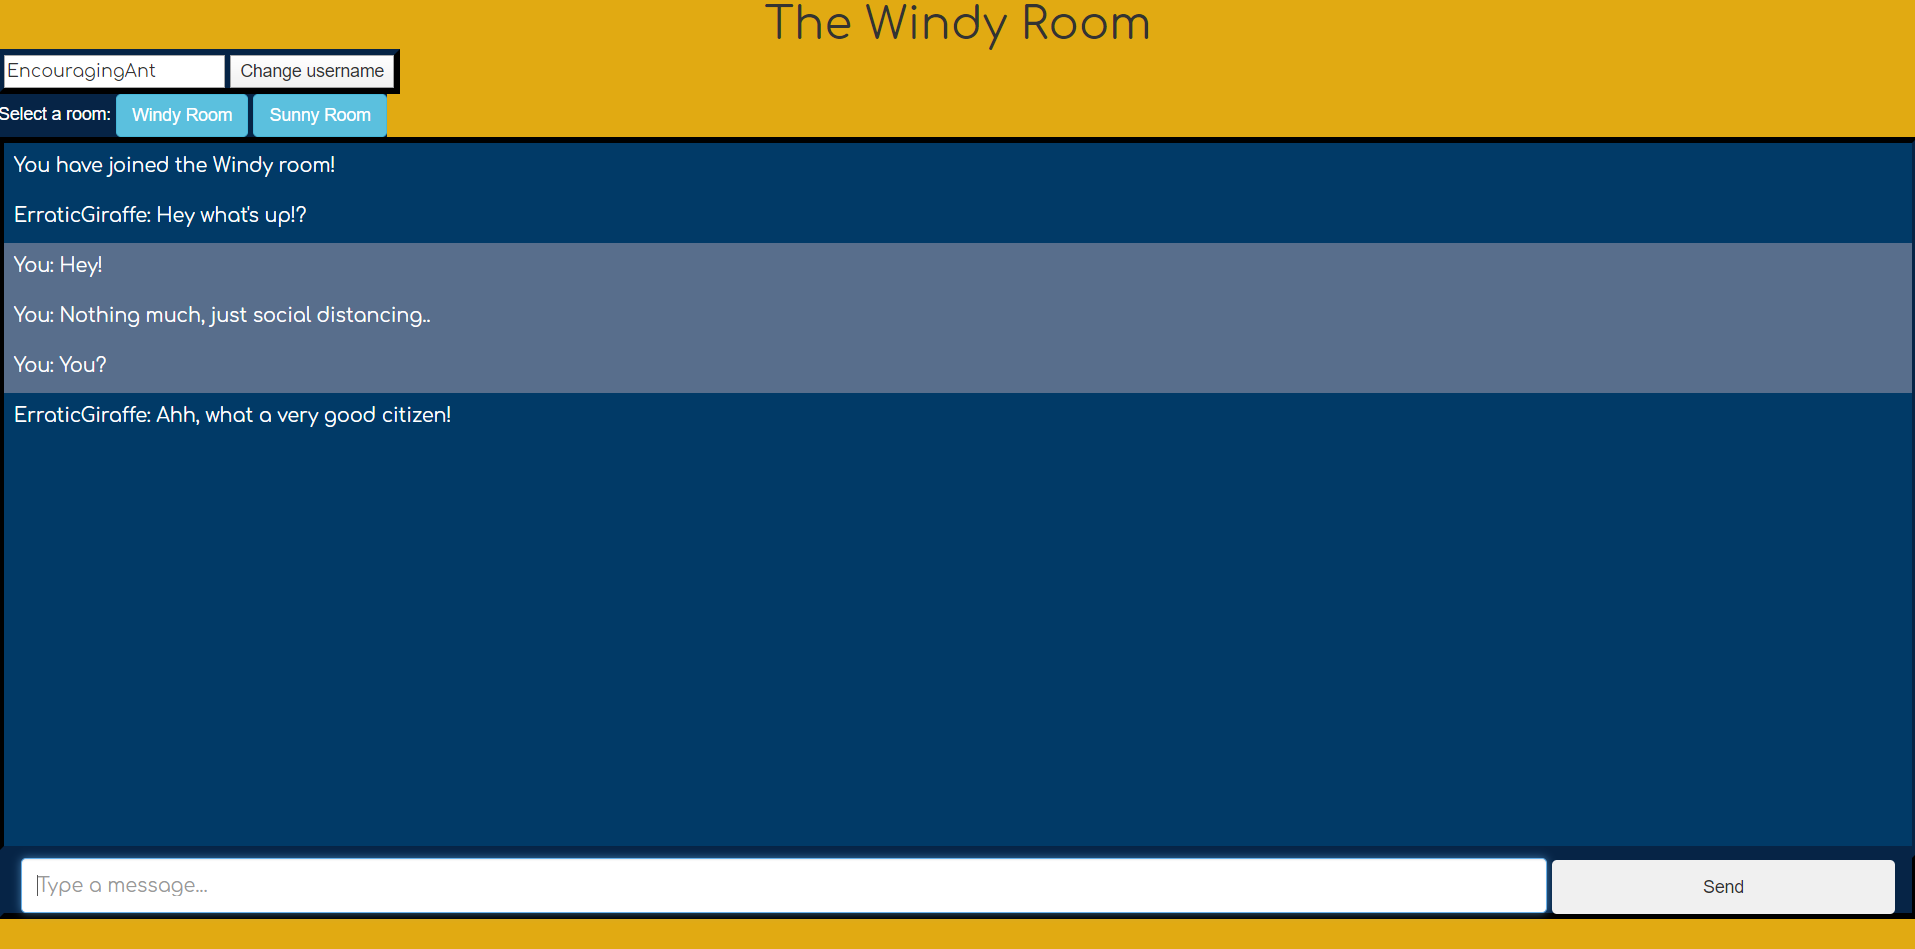 The Windy Room
EncouragingAnt Change username
Select a room: Windy Room Sunny Room
You have joined the Windy room!
ErraticGiraffe: Hey what's up!?
You: Hey!
You: Nothing much, just social distancing..
You: You?
ErraticGiraffe: Ahh, what a very good citizen!
Type a message... Send